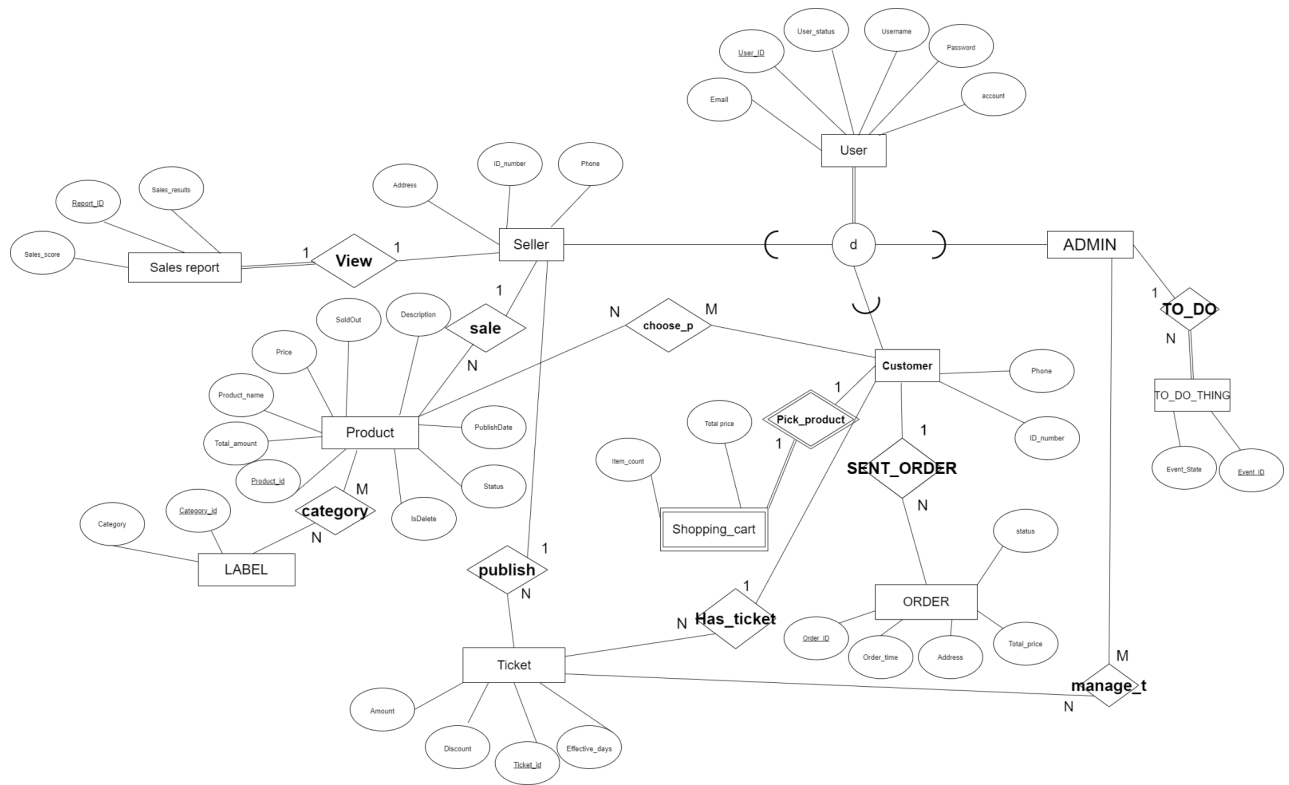 User_status
Username
User_ID
Password
Email
account
User
ID_number
Phone
Address
Sales_results
Report_ID
Sales_score
Sales report
1
View
1
Seller
d
ADMIN
1
sale
N
SoldOut
Description
N
choose_p
M
1
TO_DO
N
Price
Product_name
Total_amount
Product_id
Product
PublishDate
Status
IsDelete
Customer
Phone
ID_number
TO_DO_THING
Event_State
Event_ID
1
Pick_product
1
Total price
Item_count
Shopping_cart
1
SENT_ORDER
N
M
category
N
Category_id
Category
LABEL
1
publish
N
1
Has_ticket
N
status
ORDER
Order_ID
Order_time
Address
Total_price
M
manage_t
N
Ticket
Amount
Discount
Ticket_id
Effective_days